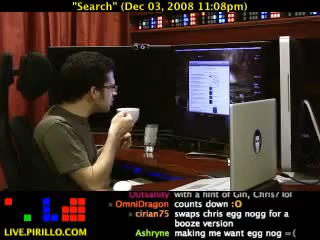 "Search" (Dec 03, 2008 11:08pm)
Outsanity with a hint of Gin, Chris? lol
OmniDragon counts down :O
cirian75 swaps chris egg nogg for a
booze version
Ashryne making me want egg nog =(
LIVE.PIRILLO.COM